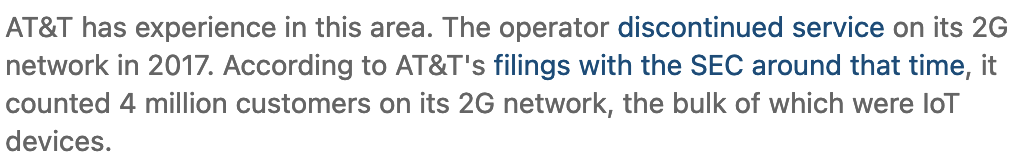 AT&T has experience in this area. The operator discontinued service on its 2G
network in 2017. According to AT&T's filings with the SEC around that time, it
counted 4 million customers on its 2G network, the bulk of which were IoT
devices.